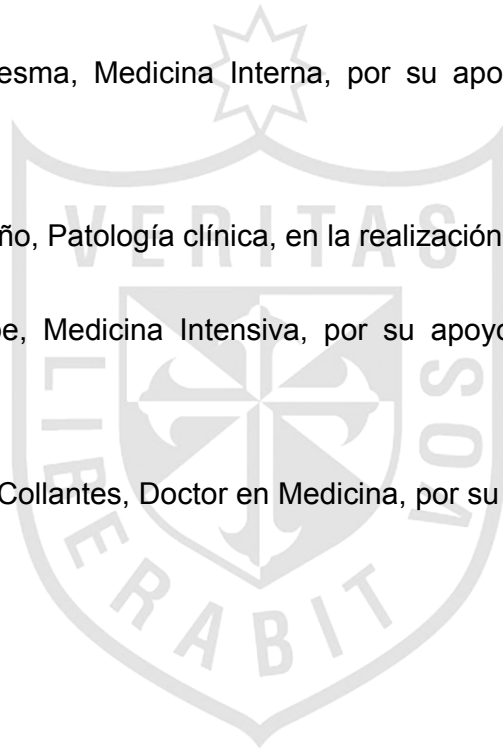 esma, Medicina Interna, por su apo
VERITAS
ño, Patología clínica, en la realización
pe, Medicina Intensiva, por su apoyo
LIBERABIT VOS
Collantes, Doctor en Medicina, por su